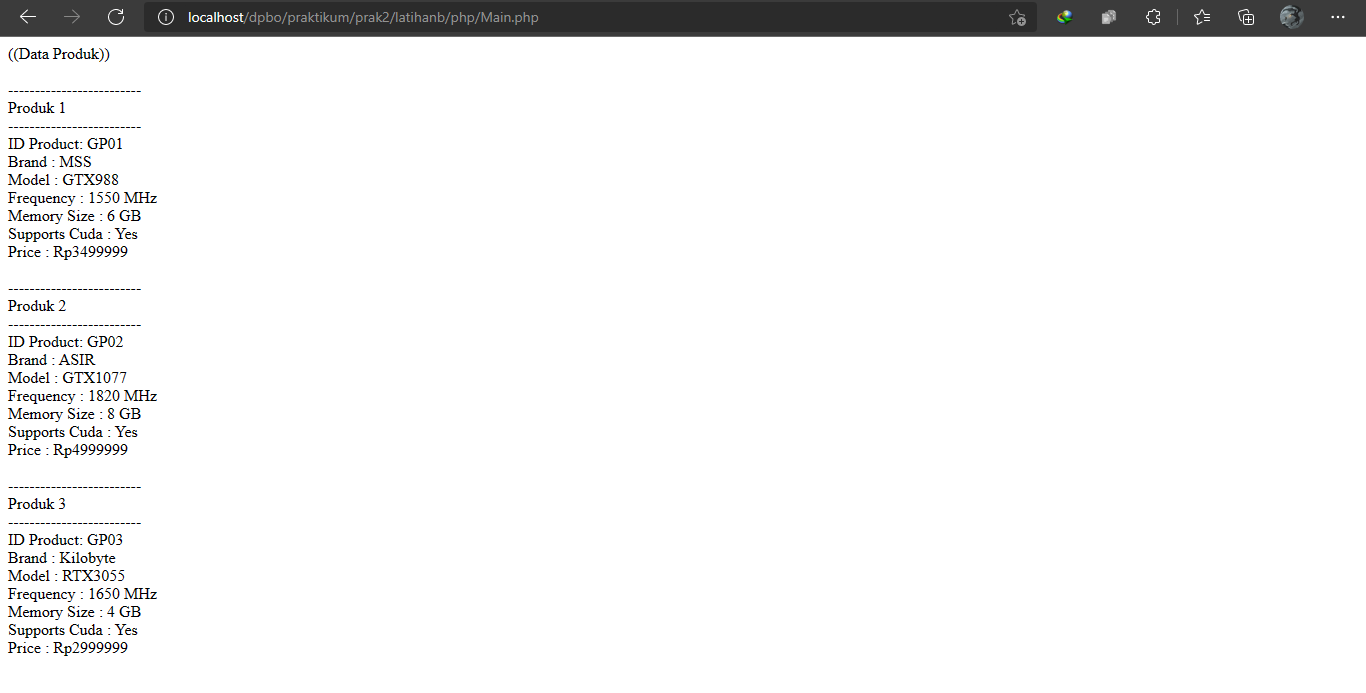 localhost/dpbo/praktikum/prak2/latihanb/php/Main.php
((Data Produk))
-------------------------
Produk 1
-------------------------
ID Product: GP01
Brand : MSS
Model : GTX988
Frequency : 1550 MHz
Memory Size : 6 GB
Supports Cuda : Yes
Price : Rp3499999
-------------------------
Produk 2
-------------------------
ID Product: GP02
Brand : ASIR
Model : GTX1077
Frequency : 1820 MHz
Memory Size : 8 GB
Supports Cuda : Yes
Price : Rp4999999
-------------------------
Produk 3
-------------------------
ID Product: GP03
Brand : Kilobyte
Model : RTX3055
Frequency : 1650 MHz
Memory Size : 4 GB
Supports Cuda : Yes
Price : Rp2999999